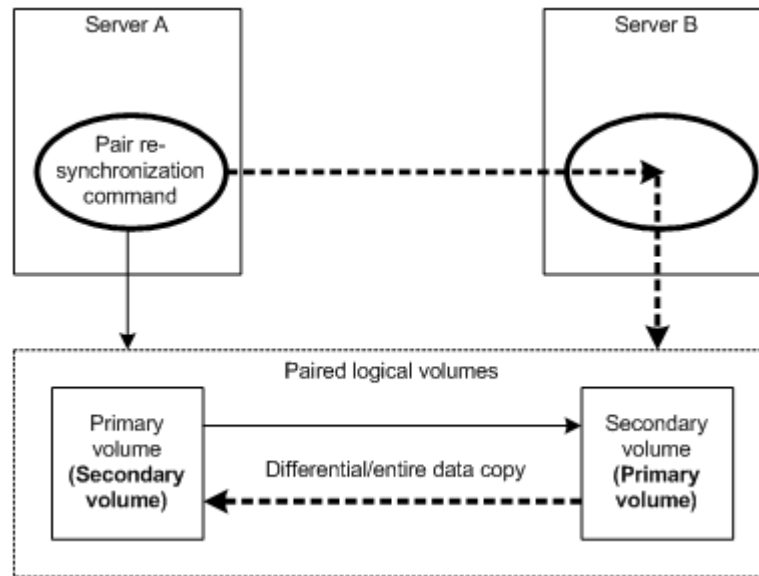 Server A
Server B
Pair re-
synchronization
command
Paired logical volumes
Primary
volume
(Secondary
volume)
Differential/entire data copy
Secondary
volume
(Primary
volume)